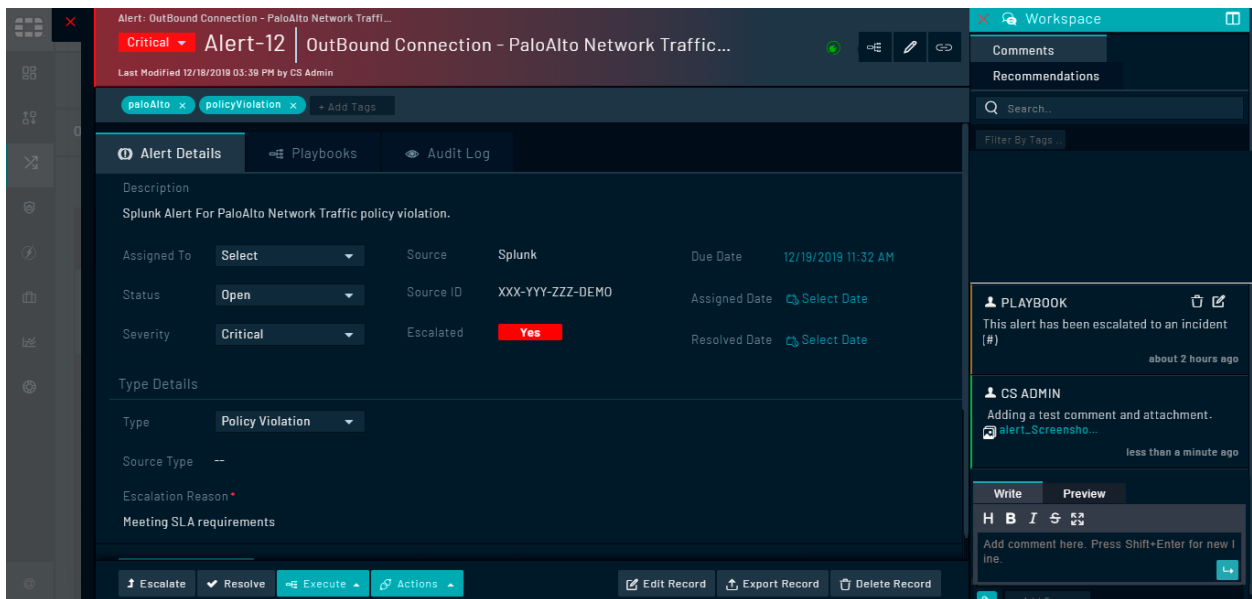 Alert: OutBound Connection - PaloAlto Network Traffi...
Critical Alert-12 OutBound Connection - PaloAlto Network Traffic...
Last Modified 12/18/2019 03:39 PM by CS Admin
paloAlto × policyViolation × + Add Tags
Alert Details Playbooks Audit Log
Description
Splunk Alert For PaloAlto Network Traffic policy violation.
Assigned To Select Source Splunk Due Date 12/19/2019 11:32 AM
Status Open Source ID XXX-YYY-ZZZ-DEMO Assigned Date Select Date
Severity Critical Escalated Yes Resolved Date Select Date
Type Details
Type Policy Violation
Source Type --
Escalation Reason *
Meeting SLA requirements
Escalate Resolve Execute Actions Edit Record Export Record Delete Record
Workspace
Comments
Recommendations
Search..
Filter By Tags ..
PLAYBOOK
This alert has been escalated to an incident
(#)
about 2 hours ago
CS ADMIN
Adding a test comment and attachment.
alert_Screensho...
less than a minute ago
Write Preview
H B I S
Add comment here. Press Shift+Enter for new l
ine.